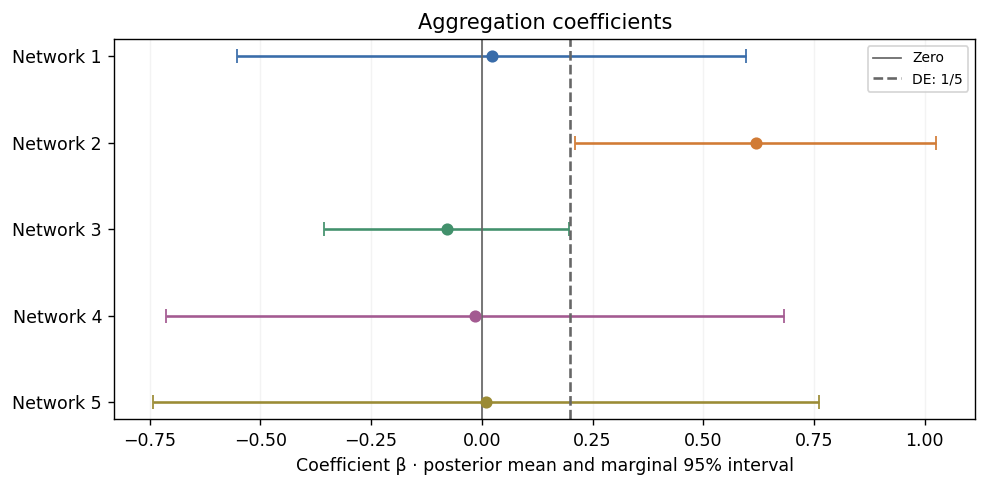 Aggregation coefficients
Network 1
Network 2
Network 3
Network 4
Network 5
Zero
DE: 1/5
−0.75
−0.50
−0.25
0.00
0.25
0.50
0.75
1.00
Coefficient β · posterior mean and marginal 95% interval